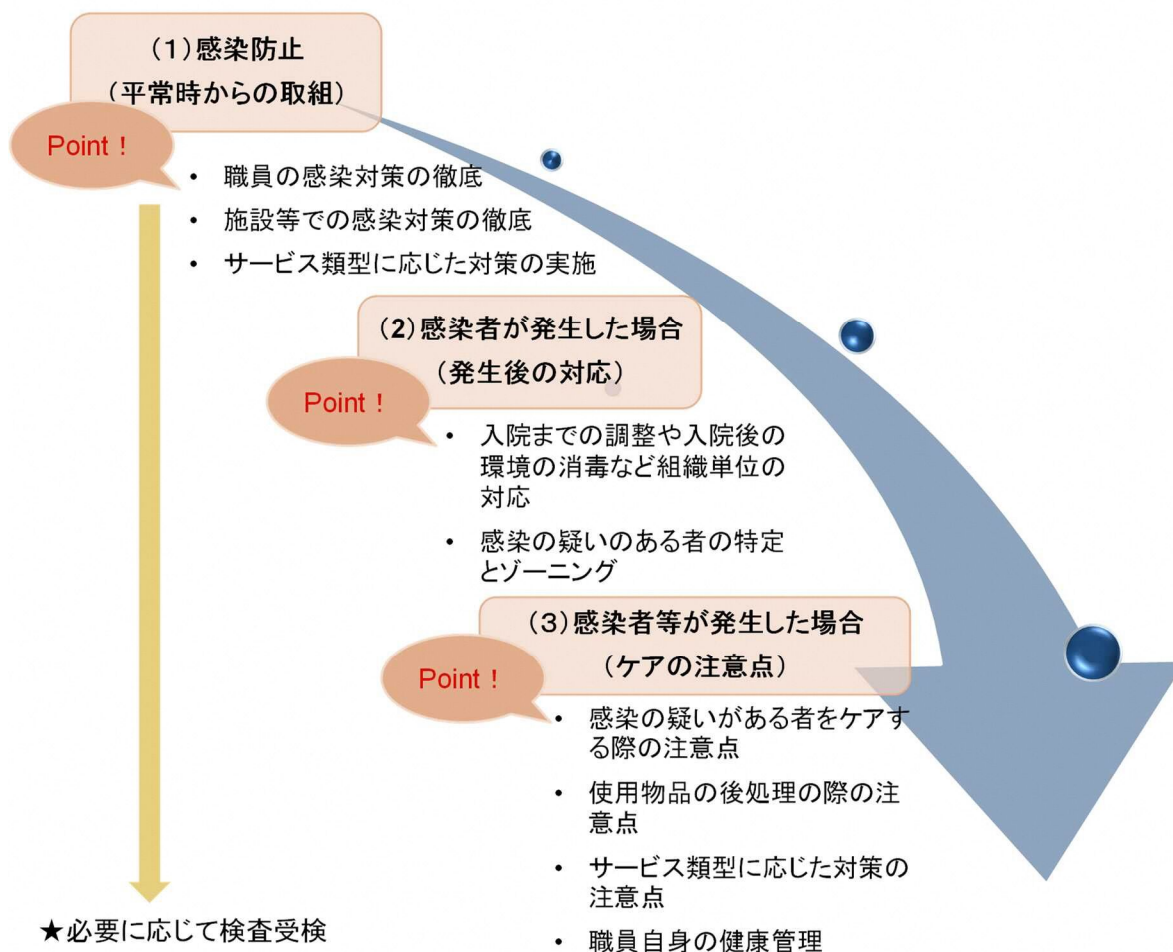 (1)感染防止
(平常時からの取組)
Point！
• 職員の感染対策の徹底
• 施設等での感染対策の徹底
• サービス類型に応じた対策の実施
(2)感染者が発生した場合
(発生後の対応)
Point！
• 入院までの調整や入院後の
環境の消毒など組織単位の
対応
• 感染の疑いのある者の特定
とゾーニング
(3)感染者等が発生した場合
(ケアの注意点)
Point！
• 感染の疑いがある者をケアす
る際の注意点
• 使用物品の後処理の際の注
意点
• サービス類型に応じた対策の
注意点
• 職員自身の健康管理
★必要に応じて検査受検